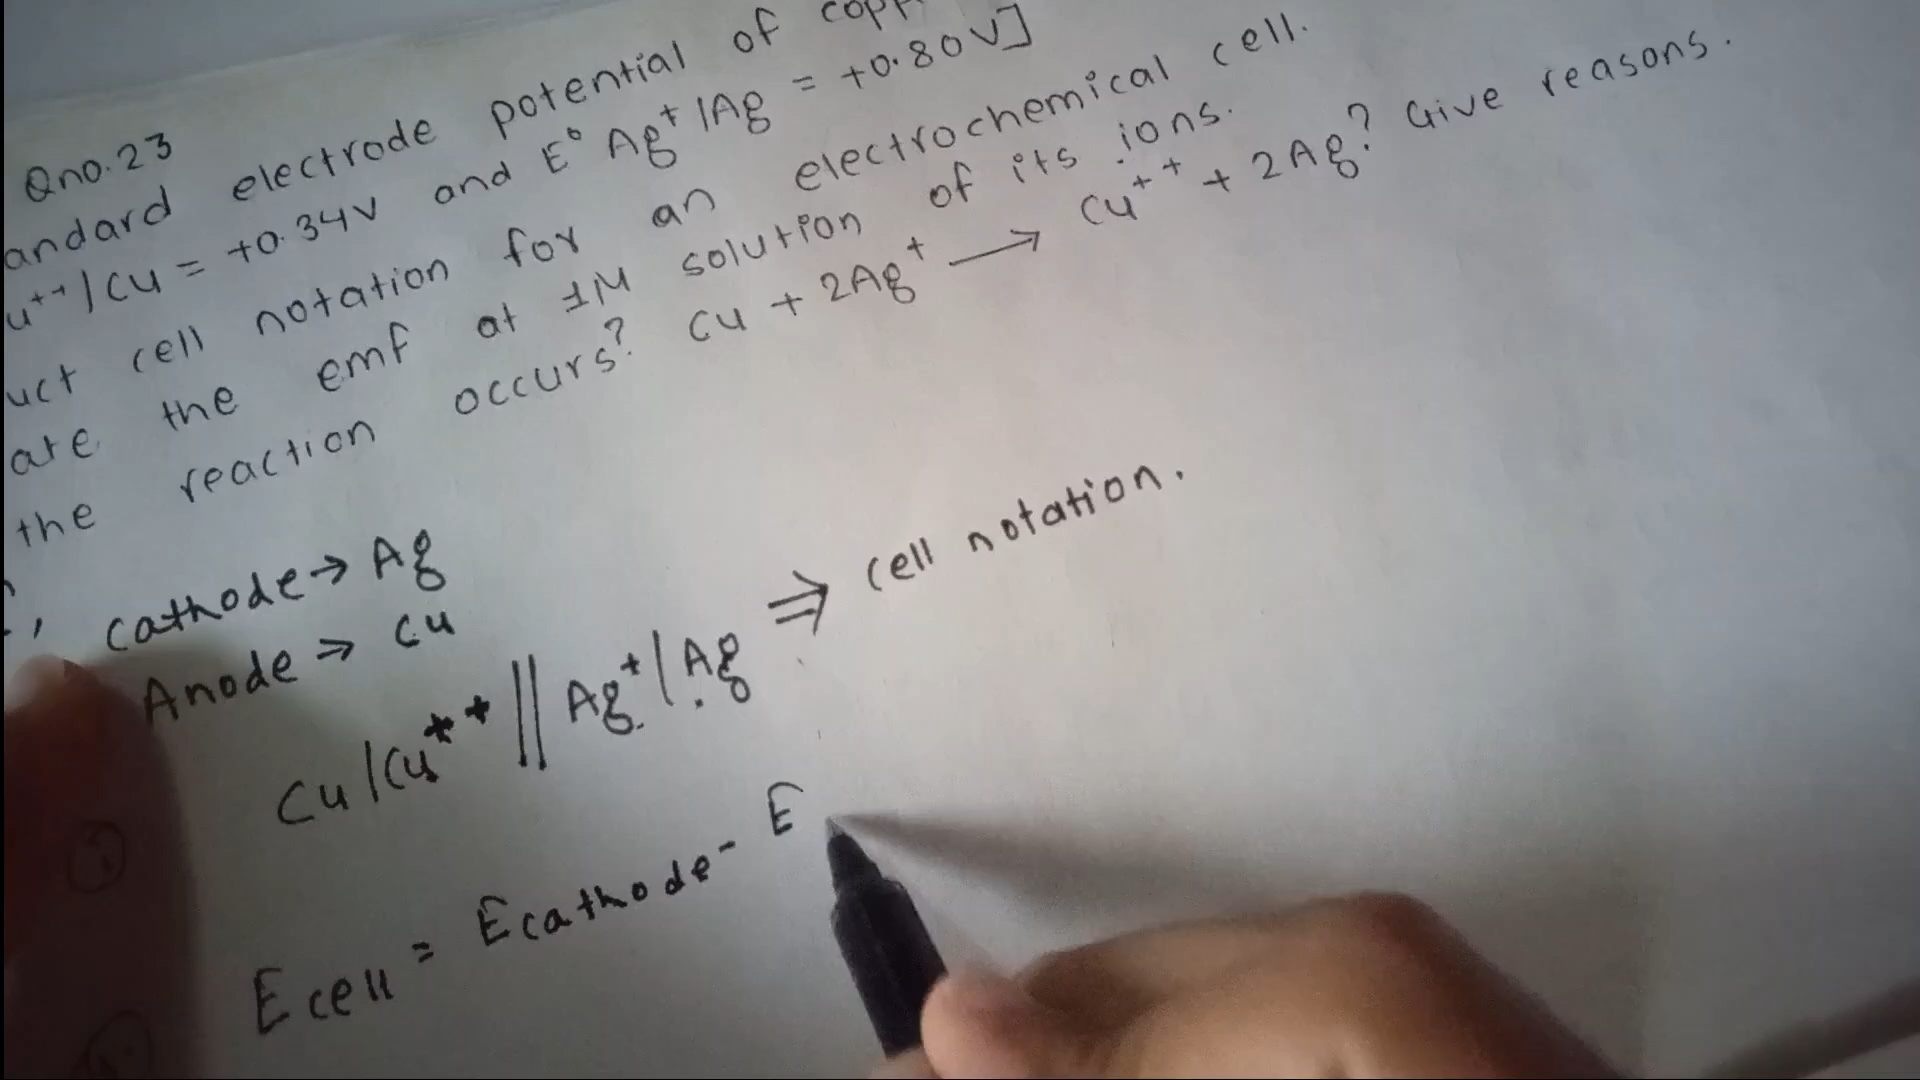 Qno.23
andard electrode potential of copp
u⁺⁺/Cu = +0.34V and E° Ag⁺ |Ag = +0.80V]
uct cell notation for an electrochemical cell.
ate the emf at 1M solution of its ions.
the reaction occurs? Cu + 2Ag⁺ → Cu⁺⁺ + 2Ag? Give reasons.
Cathode → Ag
Anode → Cu
Cu | Cu⁺⁺ || Ag⁺ | Ag ⇒ cell notation.
Ecell = Ecathode - E